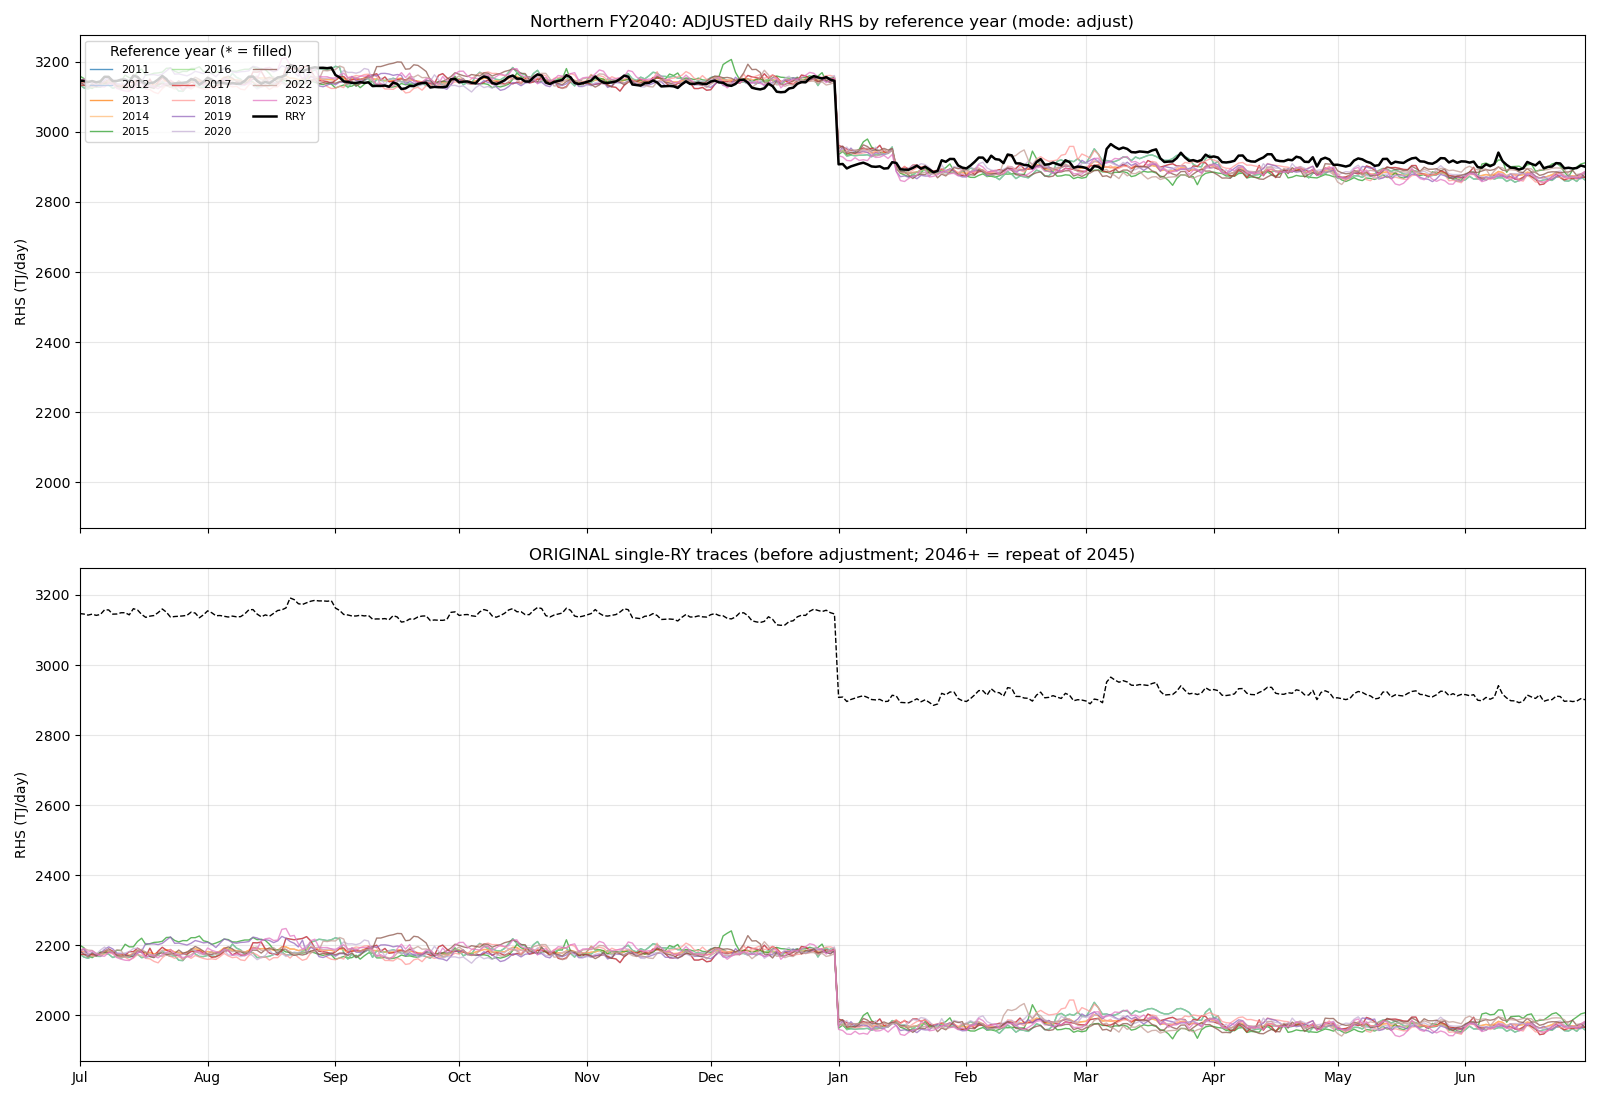 Northern FY2040: ADJUSTED daily RHS by reference year (mode: adjust)
RHS (TJ/day)
3200
3000
2800
2600
2400
2200
2000
Reference year (* = filled)
2011 2016 2021
2012 2017 2022
2013 2018 2023
2014 2019 RRY
2015 2020
ORIGINAL single-RY traces (before adjustment; 2046+ = repeat of 2045)
RHS (TJ/day)
3200
3000
2800
2600
2400
2200
2000
Jul Aug Sep Oct Nov Dec Jan Feb Mar Apr May Jun